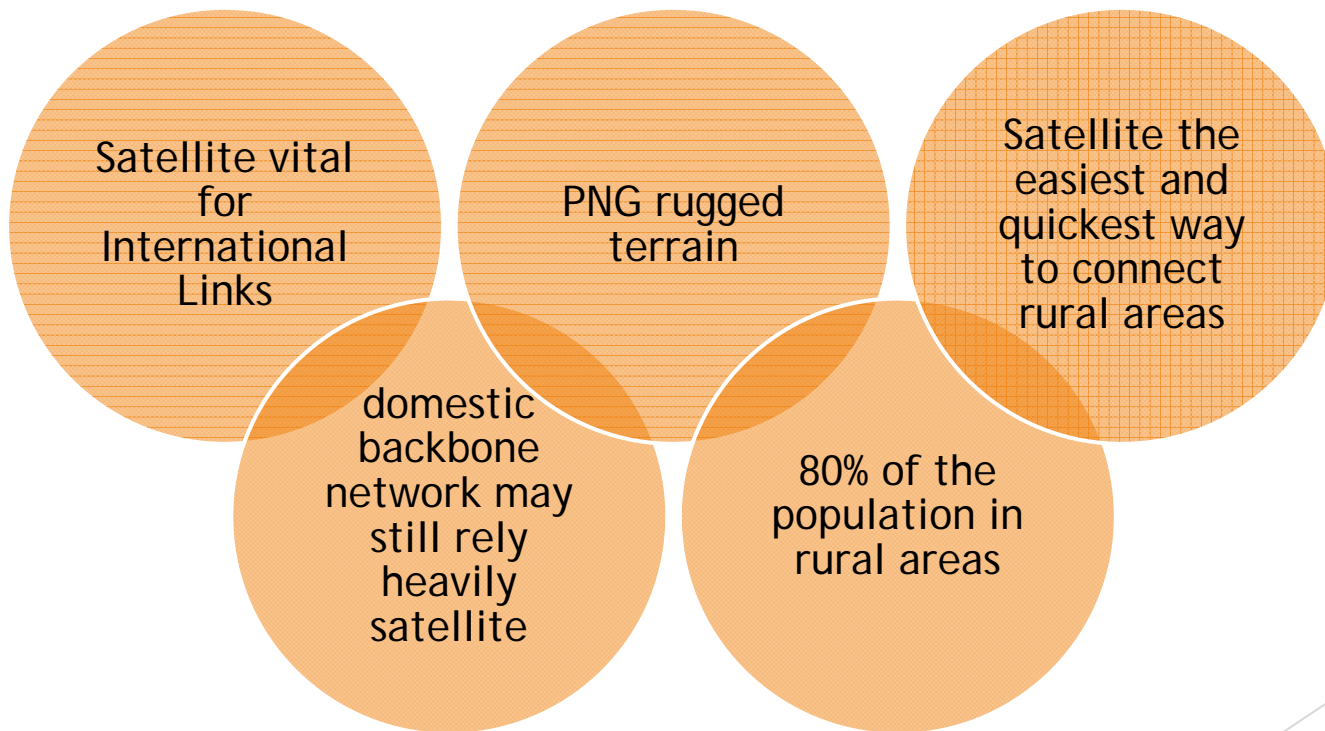 Satellite vital
for
International
Links
domestic
backbone
network may
still rely
heavily
satellite
PNG rugged
terrain
80% of the
population in
rural areas
Satellite the
easiest and
quickest way
to connect
rural areas